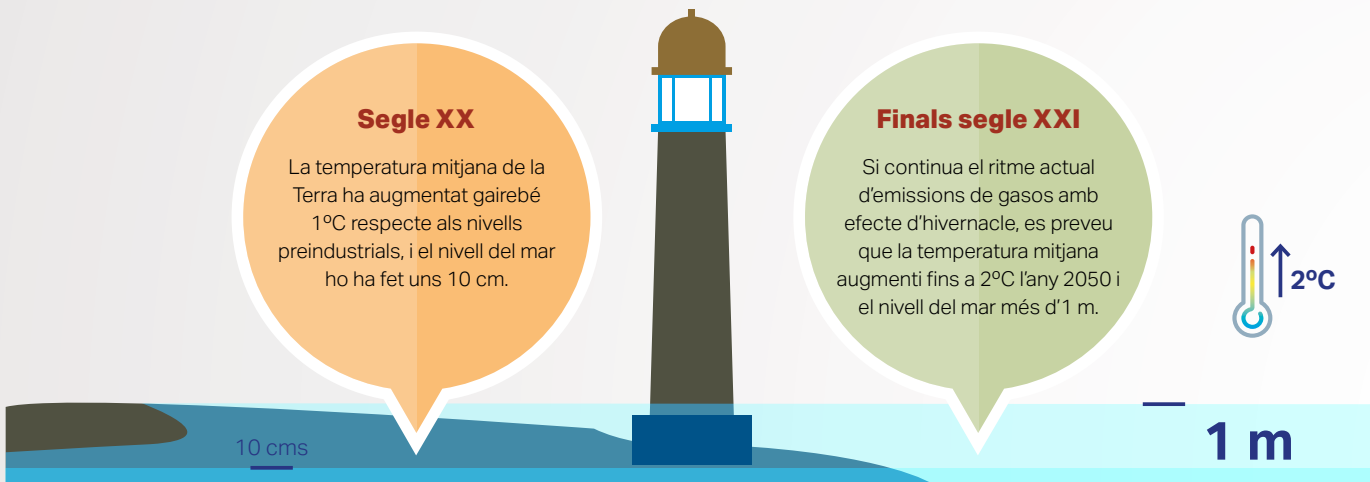 Segle XX
La temperatura mitjana de la
Terra ha augmentat gairebé
1ºC respecte als nivells
preindustrials, i el nivell del mar
ho ha fet uns 10 cm.
Finals segle XXI
Si continua el ritme actual
d'emissions de gasos amb
efecte d'hivernacle, es preveu
que la temperatura mitjana
augmenti fins a 2ºC l'any 2050 i
el nivell del mar més d'1 m.
2ºC
10 cms
1 m